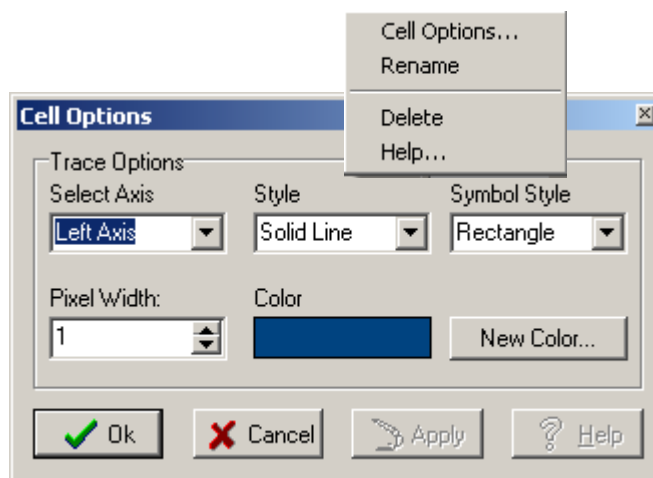 Cell Options...
Rename
Delete
Help...
Cell Options
Trace Options
Select Axis Style Symbol Style
Left Axis Solid Line Rectangle
Pixel Width: Color
1 New Color...
Ok Cancel Apply Help